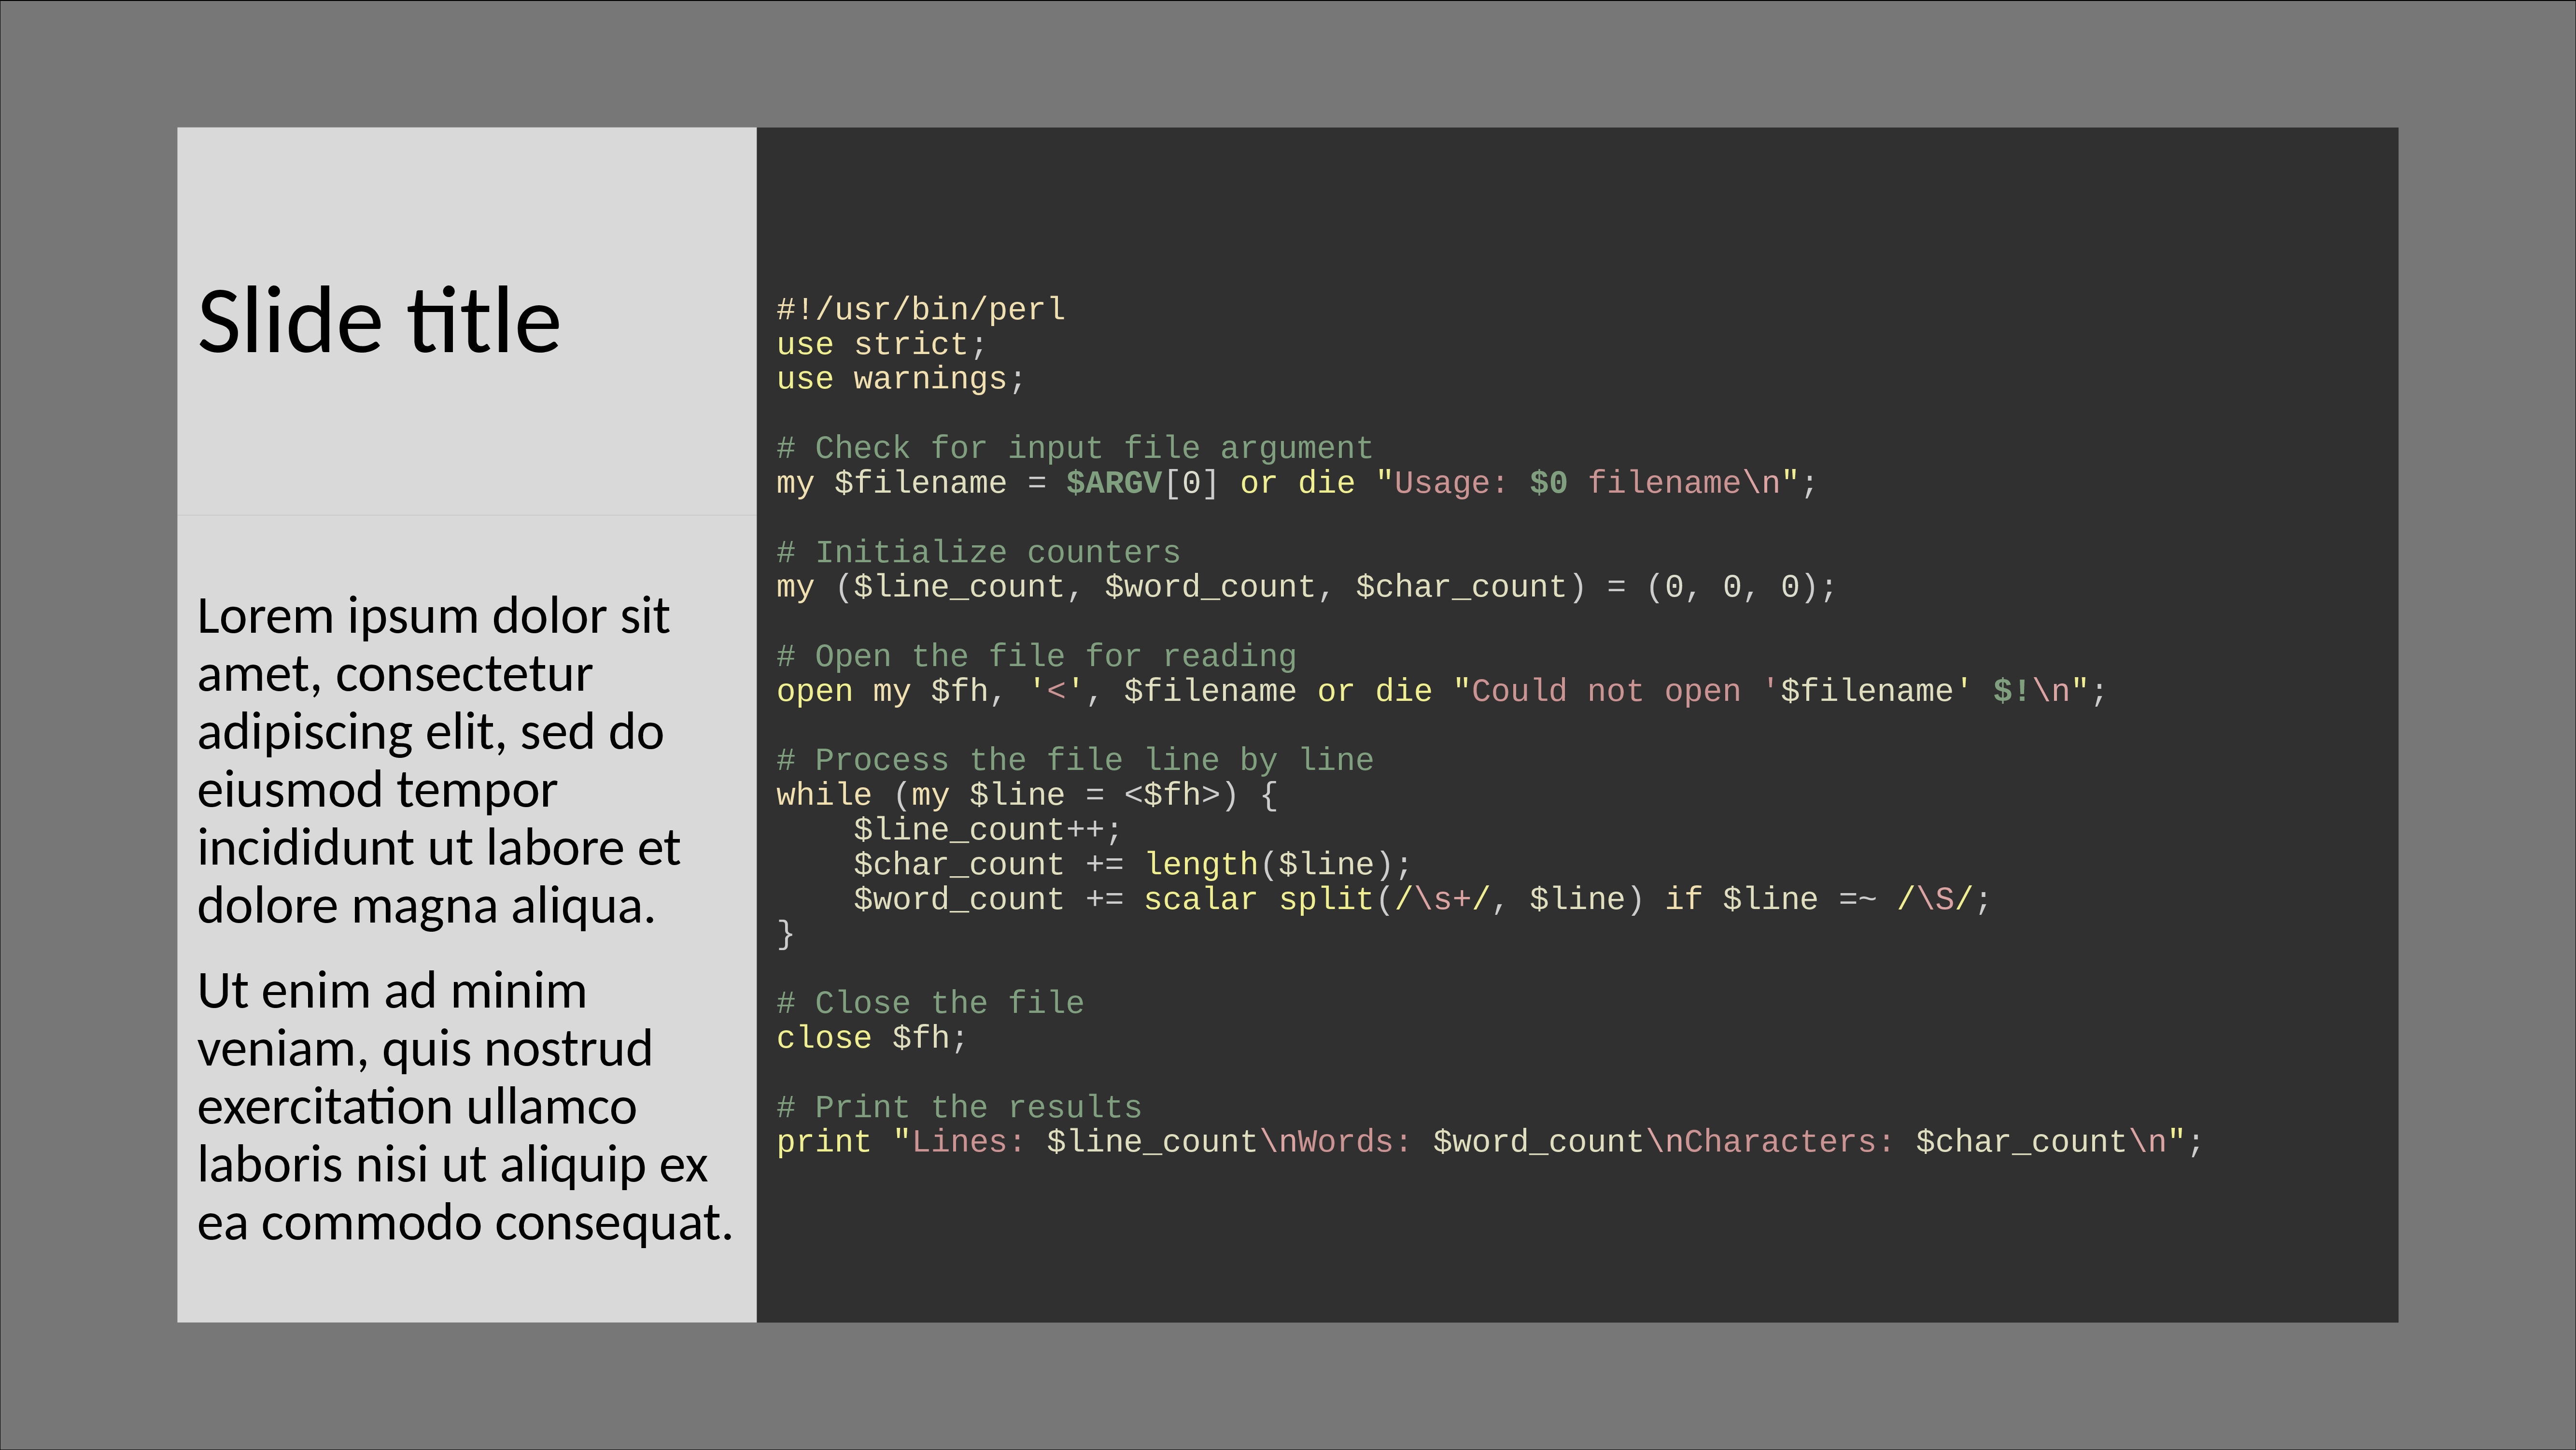 Slide title
Lorem ipsum dolor sit
amet, consectetur
adipiscing elit, sed do
eiusmod tempor
incididunt ut labore et
dolore magna aliqua.
Ut enim ad minim
veniam, quis nostrud
exercitation ullamco
laboris nisi ut aliquip ex
ea commodo consequat.
#!/usr/bin/perl
use strict;
use warnings;
# Check for input file argument
my $filename = $ARGV[0] or die "Usage: $0 filename\n";
# Initialize counters
my ($line_count, $word_count, $char_count) = (0, 0, 0);
# Open the file for reading
open my $fh, '<', $filename or die "Could not open '$filename' $!\n";
# Process the file line by line
while (my $line = <$fh>) {
    $line_count++;
    $char_count += length($line);
    $word_count += scalar split(/\s+/, $line) if $line =~ /\S/;
}
# Close the file
close $fh;
# Print the results
print "Lines: $line_count\nWords: $word_count\nCharacters: $char_count\n";